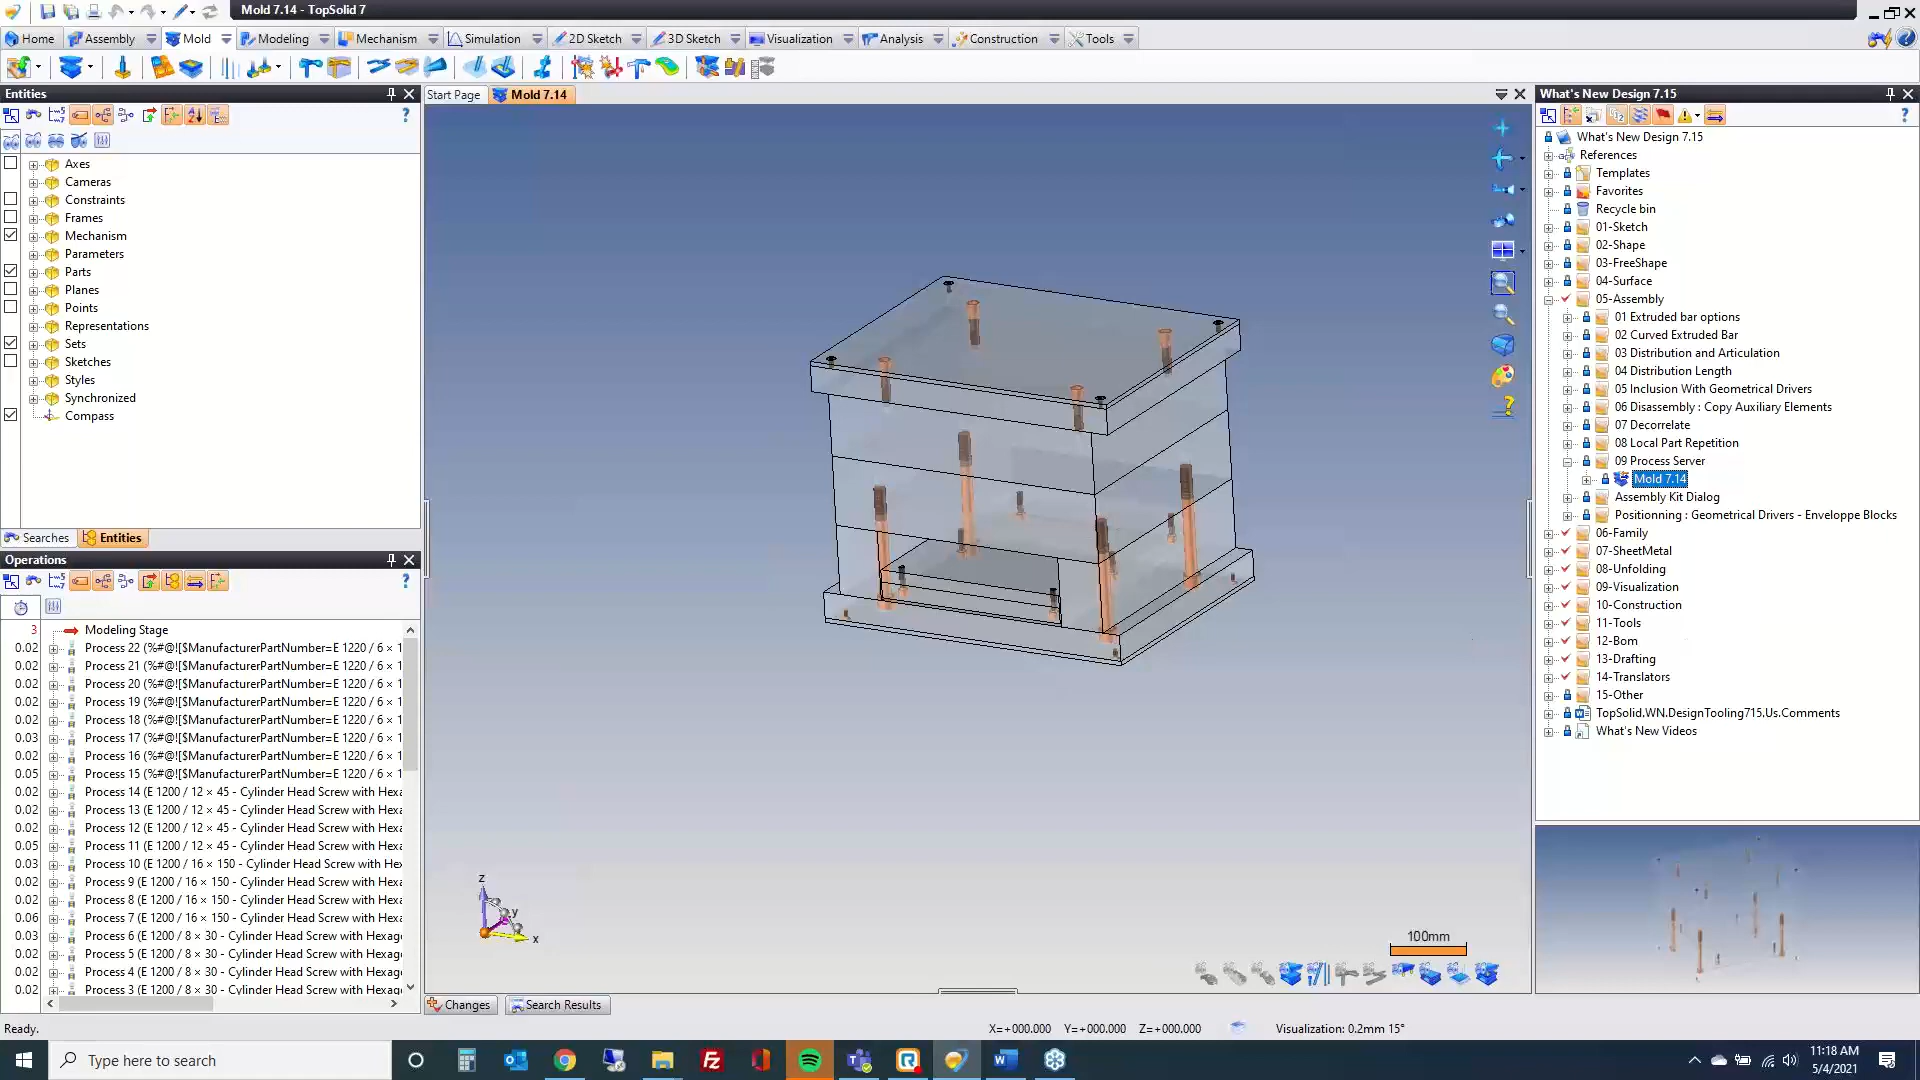 Mold 7.14 - TopSolid 7
Home
Assembly
Mold
Modeling
Mechanism
Simulation
2D Sketch
3D Sketch
Visualization
Analysis
Construction
Tools
Entities
Axes
Cameras
Constraints
Frames
Mechanism
Parameters
Parts
Planes
Points
Representations
Sets
Sketches
Styles
Synchronized
Compass
Searches
Entities
Operations
3 Modeling Stage
0.02 Process 22 (%#@![$ManufacturerPartNumber=E 1220 / 6 × 1
0.02 Process 21 (%#@![$ManufacturerPartNumber=E 1220 / 6 × 1
0.02 Process 20 (%#@![$ManufacturerPartNumber=E 1220 / 6 × 1
0.02 Process 19 (%#@![$ManufacturerPartNumber=E 1220 / 6 × 1
0.02 Process 18 (%#@![$ManufacturerPartNumber=E 1220 / 6 × 1
0.03 Process 17 (%#@![$ManufacturerPartNumber=E 1220 / 6 × 1
0.02 Process 16 (%#@![$ManufacturerPartNumber=E 1220 / 6 × 1
0.05 Process 15 (%#@![$ManufacturerPartNumber=E 1220 / 6 × 1
0.02 Process 14 (E 1200 / 12 × 45 - Cylinder Head Screw with Hexa
0.02 Process 13 (E 1200 / 12 × 45 - Cylinder Head Screw with Hexa
0.02 Process 12 (E 1200 / 12 × 45 - Cylinder Head Screw with Hexa
0.05 Process 11 (E 1200 / 12 × 45 - Cylinder Head Screw with Hexa
0.03 Process 10 (E 1200 / 16 × 150 - Cylinder Head Screw with Hex
0.02 Process 9 (E 1200 / 16 × 150 - Cylinder Head Screw with Hexa
0.02 Process 8 (E 1200 / 16 × 150 - Cylinder Head Screw with Hexa
0.06 Process 7 (E 1200 / 16 × 150 - Cylinder Head Screw with Hexa
0.03 Process 6 (E 1200 / 8 × 30 - Cylinder Head Screw with Hexago
0.02 Process 5 (E 1200 / 8 × 30 - Cylinder Head Screw with Hexago
0.02 Process 4 (E 1200 / 8 × 30 - Cylinder Head Screw with Hexago
0.02 Process 3 (E 1200 / 8 × 30 - Cylinder Head Screw with Hexago
Ready.
Start Page
Mold 7.14
z
y
x
100mm
Changes
Search Results
X=+000.000 Y=+000.000 Z=+000.000
Visualization: 0.2mm 15°
What's New Design 7.15
What's New Design 7.15
References
Templates
Favorites
Recycle bin
01-Sketch
02-Shape
03-FreeShape
04-Surface
05-Assembly
01 Extruded bar options
02 Curved Extruded Bar
03 Distribution and Articulation
04 Distribution Length
05 Inclusion With Geometrical Drivers
06 Disassembly : Copy Auxiliary Elements
07 Decorrelate
08 Local Part Repetition
09 Process Server
Mold 7.14
Assembly Kit Dialog
Positionning : Geometrical Drivers - Enveloppe Blocks
06-Family
07-SheetMetal
08-Unfolding
09-Visualization
10-Construction
11-Tools
12-Bom
13-Drafting
14-Translators
15-Other
TopSolid.WN.DesignTooling715.Us.Comments
What's New Videos
Type here to search
11:18 AM
5/4/2021